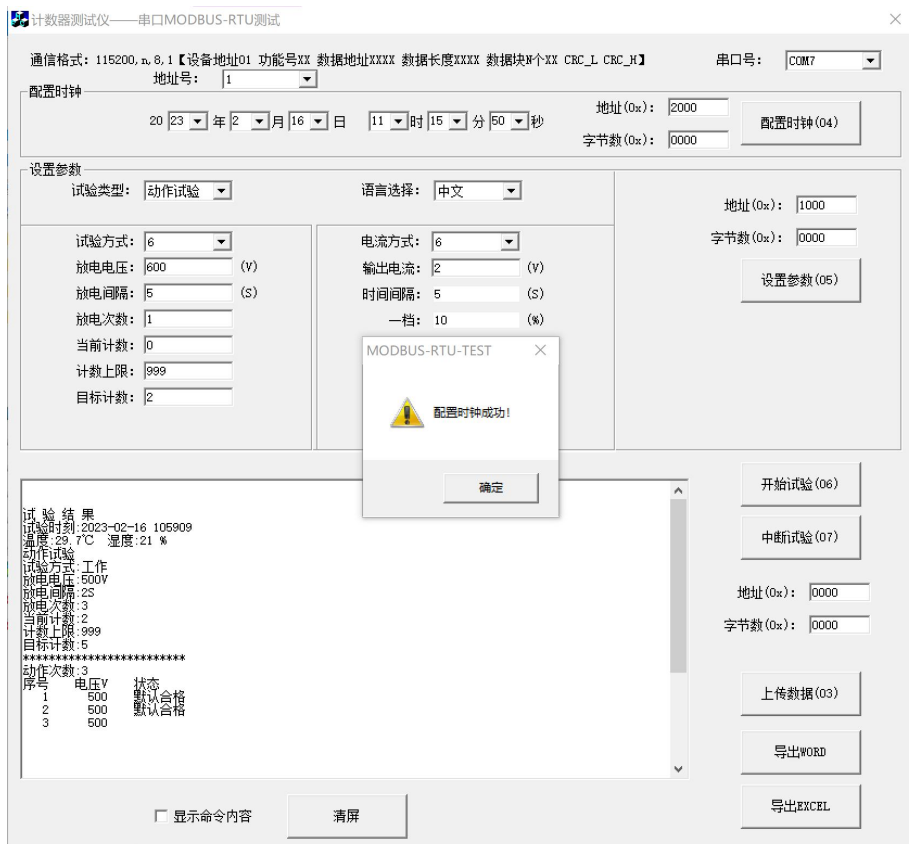 计数器测试仪——串口MODBUS-RTU测试
通信格式：115200,n,8,1【设备地址01 功能号XX 数据地址XXXX 数据长度XXXX 数据块N个XX CRC_L CRC_H】 串口号： COM7
地址号： 1
配置时钟
20 23 年 2 月 16 日 11 时 15 分 50 秒
地址(0x)： 2000
字节数(0x)： 0000
配置时钟(04)
设置参数
试验类型： 动作试验 语言选择： 中文
试验方式： 6
放电电压： 600 (V)
放电间隔： 5 (S)
放电次数： 1
当前计数： 0
计数上限： 999
目标计数： 2
电流方式： 6
输出电流： 2 (V)
时间间隔： 5 (S)
一档： 10 (%)
地址(0x)： 1000
字节数(0x)： 0000
设置参数(05)
MODBUS-RTU-TEST
配置时钟成功!
确定
试 验 结 果
试验时刻:2023-02-16 105909
温度:29.7℃ 湿度:21 %
动作试验
试验方式:工作
放电电压:500V
放电间隔:2S
放电次数:3
当前计数:2
计数上限:999
目标计数:5
*************************
动作次数:3
序号 电压V 状态
1 500 默认合格
2 500 默认合格
3 500
开始试验(06)
中断试验(07)
地址(0x)： 0000
字节数(0x)： 0000
上传数据(03)
导出WORD
导出EXCEL
显示命令内容
清屏